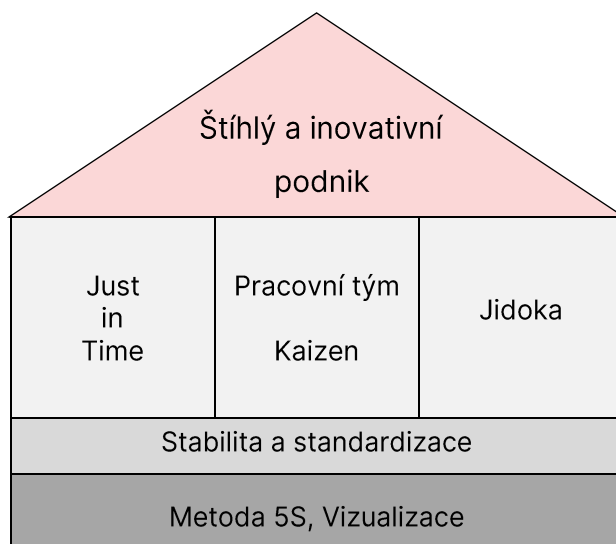 Štíhlý a inovativní
podnik
Just
in
Time
Pracovní tým
Kaizen
Jidoka
Stabilita a standardizace
Metoda 5S, Vizualizace